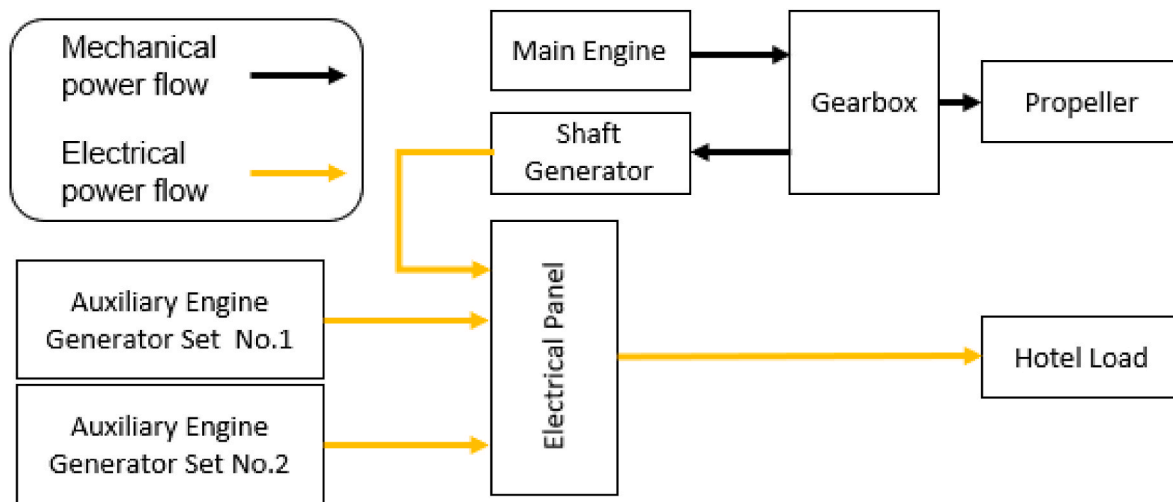 Mechanical
power flow
Electrical
power flow
Main Engine
Gearbox
Propeller
Shaft
Generator
Auxiliary Engine
Generator Set  No.1
Auxiliary Engine
Generator Set No.2
Electrical Panel
Hotel Load